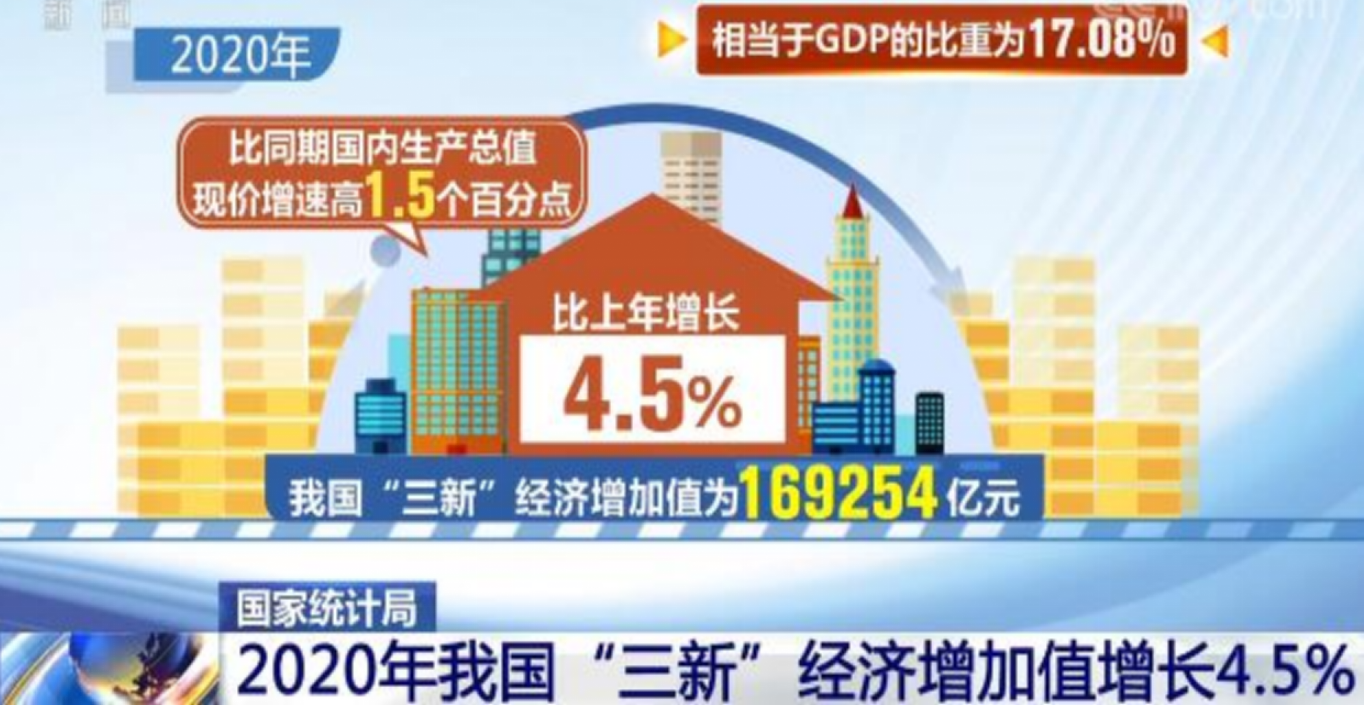 新闻
2020年
相当于GDP的比重为17.08%
比同期国内生产总值
现价增速高1.5个百分点
比上年增长
4.5%
我国“三新”经济增加值为169254亿元
国家统计局
2020年我国“三新”经济增加值增长4.5%